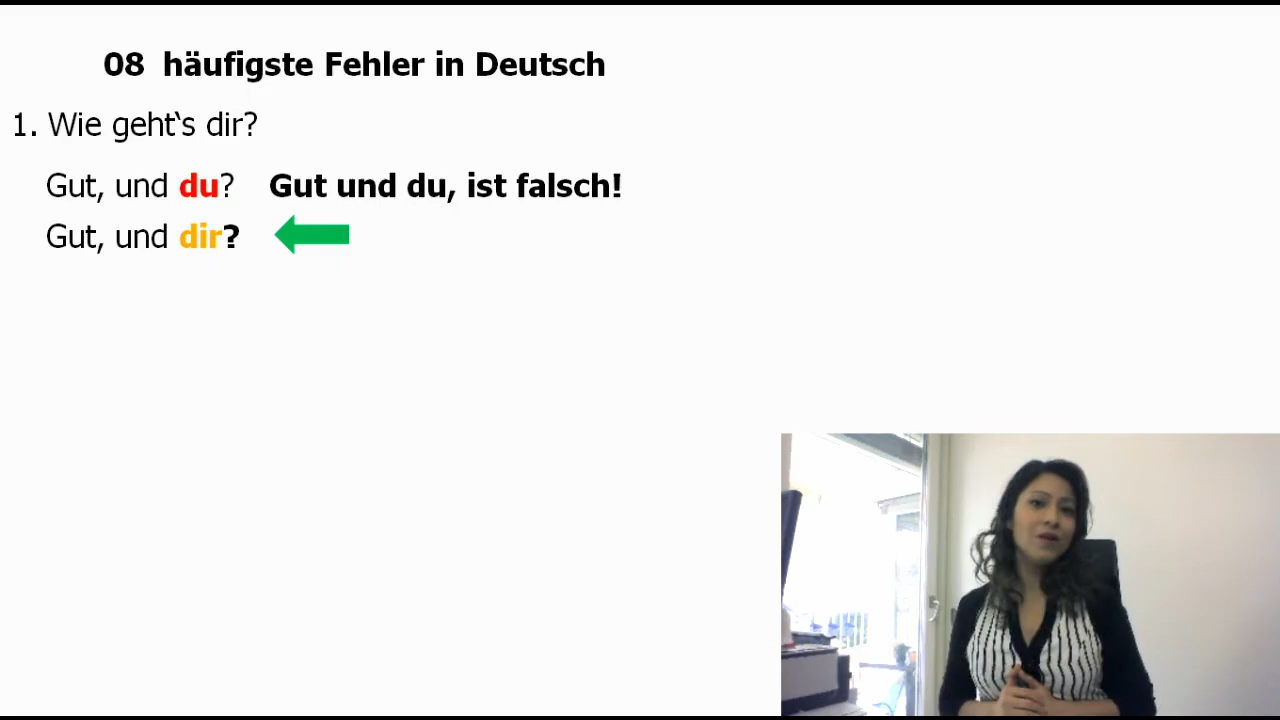 08 häufigste Fehler in Deutsch
1. Wie geht‘s dir?
Gut, und du? Gut und du, ist falsch!
Gut, und dir?